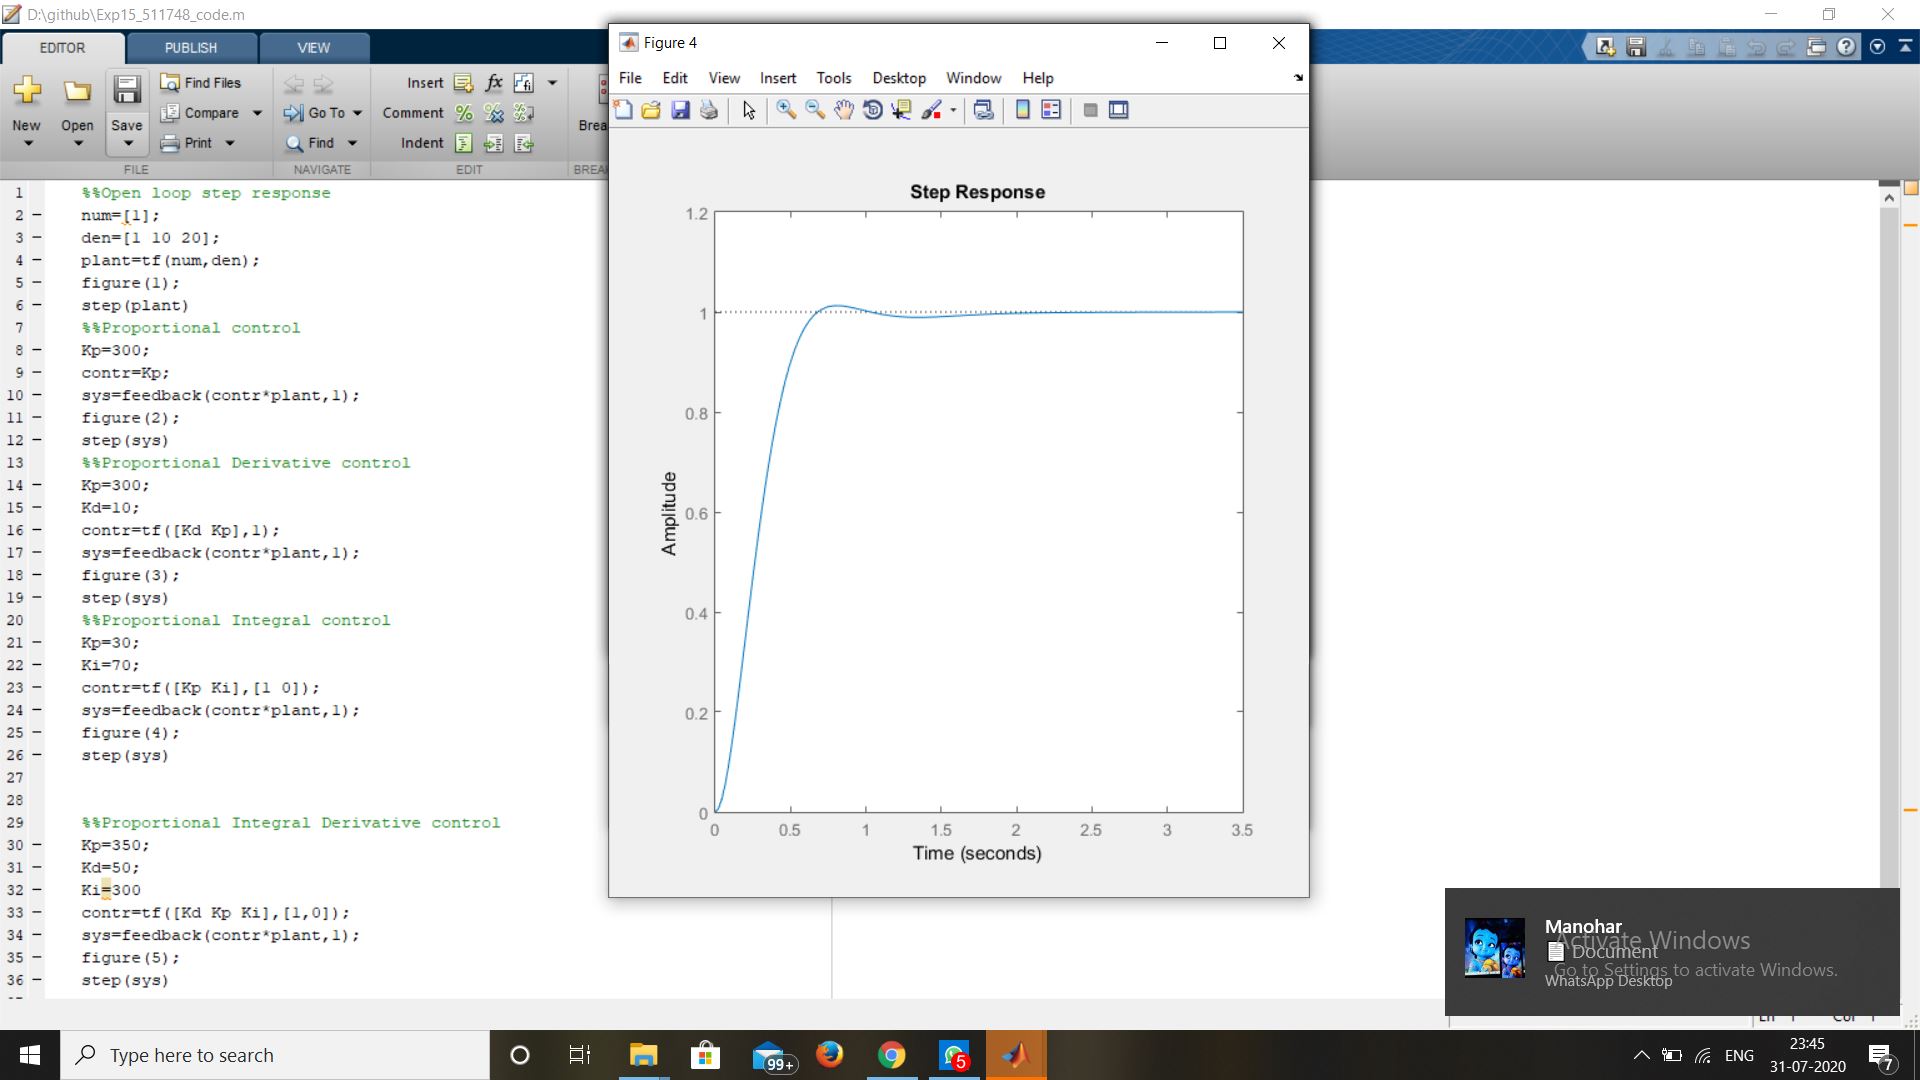 D:\github\Exp15_511748_code.m
EDITOR
PUBLISH
VIEW
New
Open
Save
Find Files
Compare
Print
FILE
Go To
Find
NAVIGATE
Insert
fx
Comment
Indent
EDIT
Brea
BREA
1 %%Open loop step response
2 – num=[1];
3 – den=[1 10 20];
4 – plant=tf(num,den);
5 – figure(1);
6 – step(plant)
7 %%Proportional control
8 – Kp=300;
9 – contr=Kp;
10 – sys=feedback(contr*plant,1);
11 – figure(2);
12 – step(sys)
13 %%Proportional Derivative control
14 – Kp=300;
15 – Kd=10;
16 – contr=tf([Kd Kp],1);
17 – sys=feedback(contr*plant,1);
18 – figure(3);
19 – step(sys)
20 %%Proportional Integral control
21 – Kp=30;
22 – Ki=70;
23 – contr=tf([Kp Ki],[1 0]);
24 – sys=feedback(contr*plant,1);
25 – figure(4);
26 – step(sys)
27
28
29 %%Proportional Integral Derivative control
30 – Kp=350;
31 – Kd=50;
32 – Ki=300
33 – contr=tf([Kd Kp Ki],[1,0]);
34 – sys=feedback(contr*plant,1);
35 – figure(5);
36 – step(sys)
Figure 4
File Edit View Insert Tools Desktop Window Help
Step Response
1.2
1
0.8
0.6
0.4
0.2
0
Amplitude
0 0.5 1 1.5 2 2.5 3 3.5
Time (seconds)
Manohar
Document
WhatsApp Desktop
Activate Windows
Go to Settings to activate Windows.
Type here to search
99+
5
ENG
23:45
31-07-2020
7